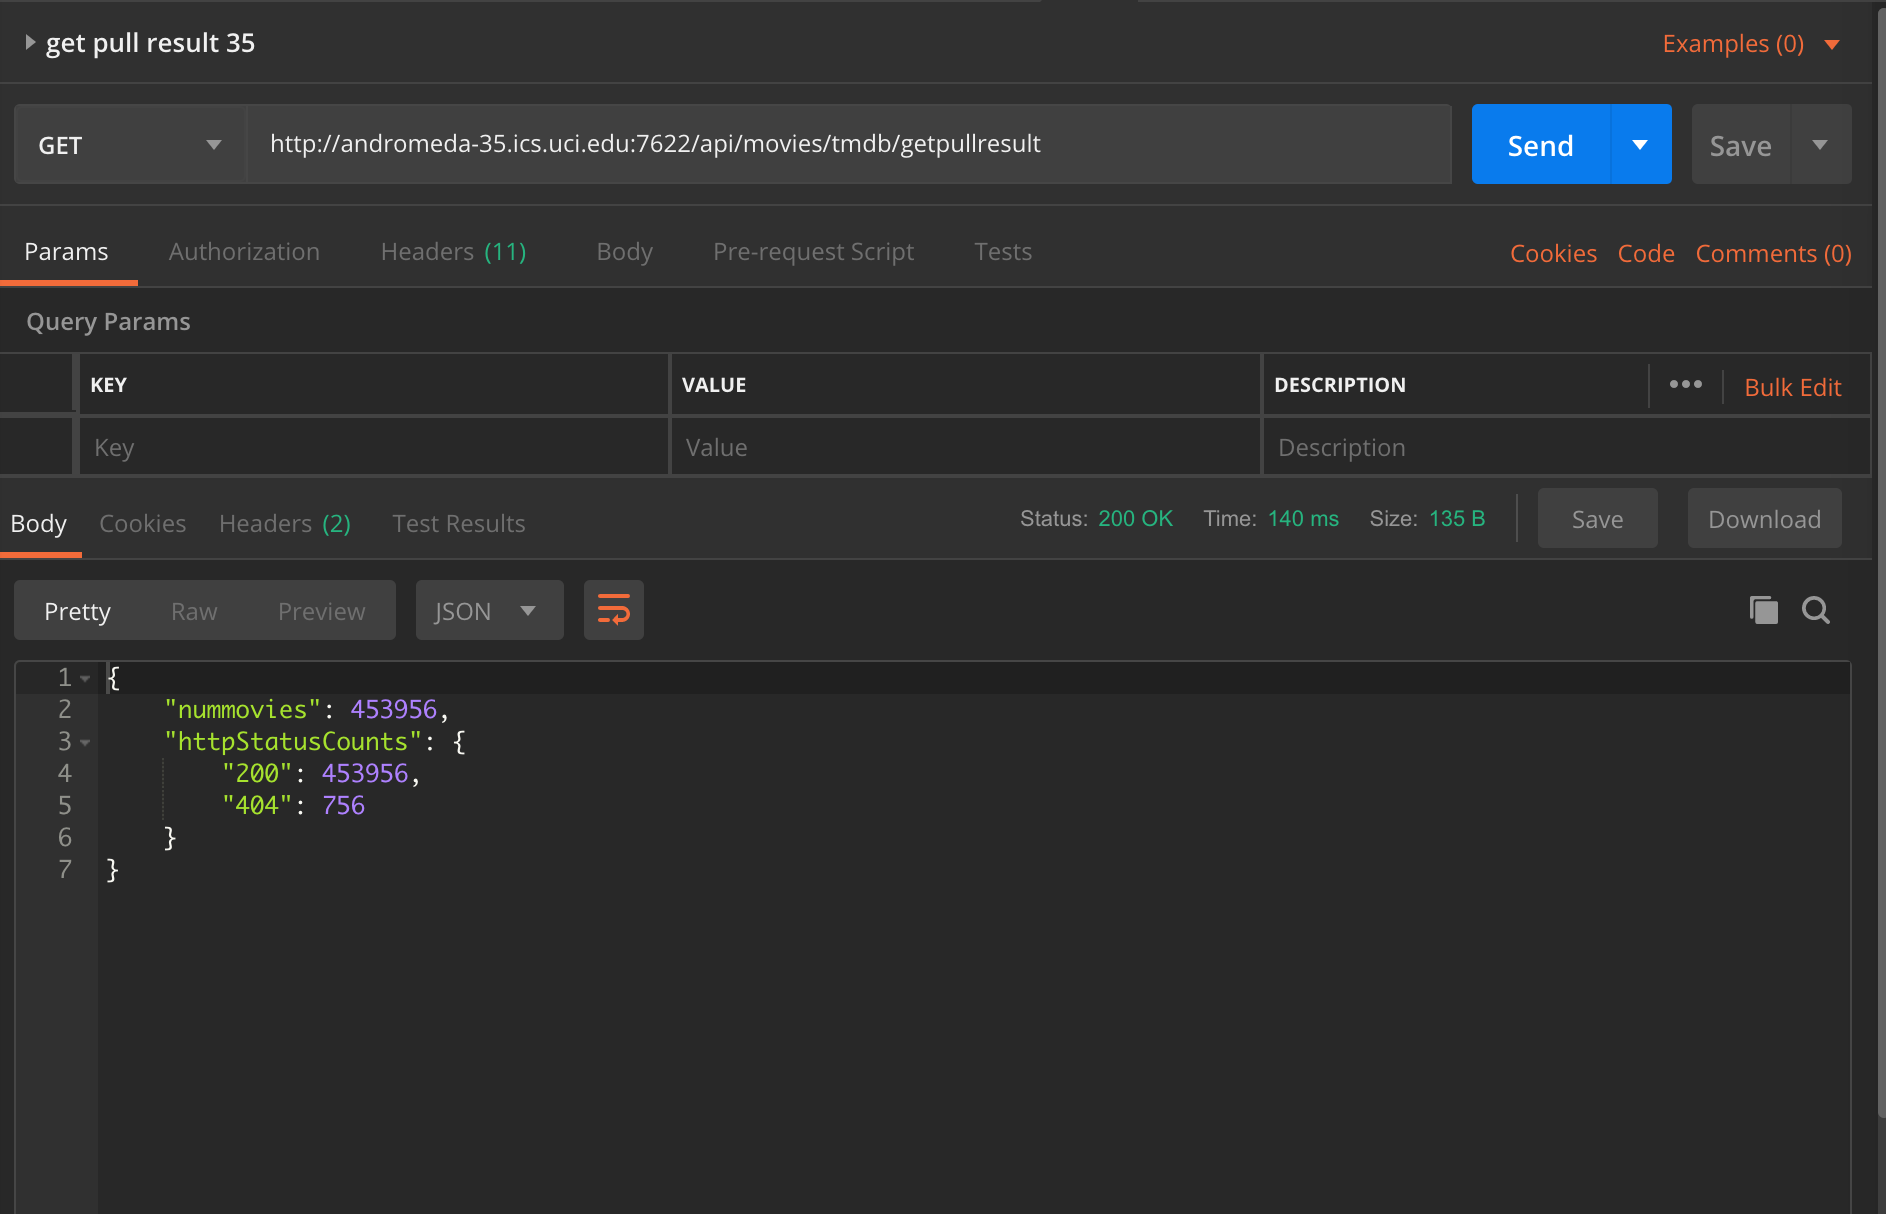 get pull result 35
Examples (0)
GET
http://andromeda-35.ics.uci.edu:7622/api/movies/tmdb/getpullresult
Send
Save
Params Authorization Headers (11) Body Pre-request Script Tests
Cookies Code Comments (0)
Query Params
KEY VALUE DESCRIPTION ••• Bulk Edit
Key Value Description
Body Cookies Headers (2) Test Results
Status: 200 OK Time: 140 ms Size: 135 B
Save
Download
Pretty Raw Preview
JSON
1 {
2 "nummovies": 453956,
3 "httpStatusCounts": {
4 "200": 453956,
5 "404": 756
6 }
7 }